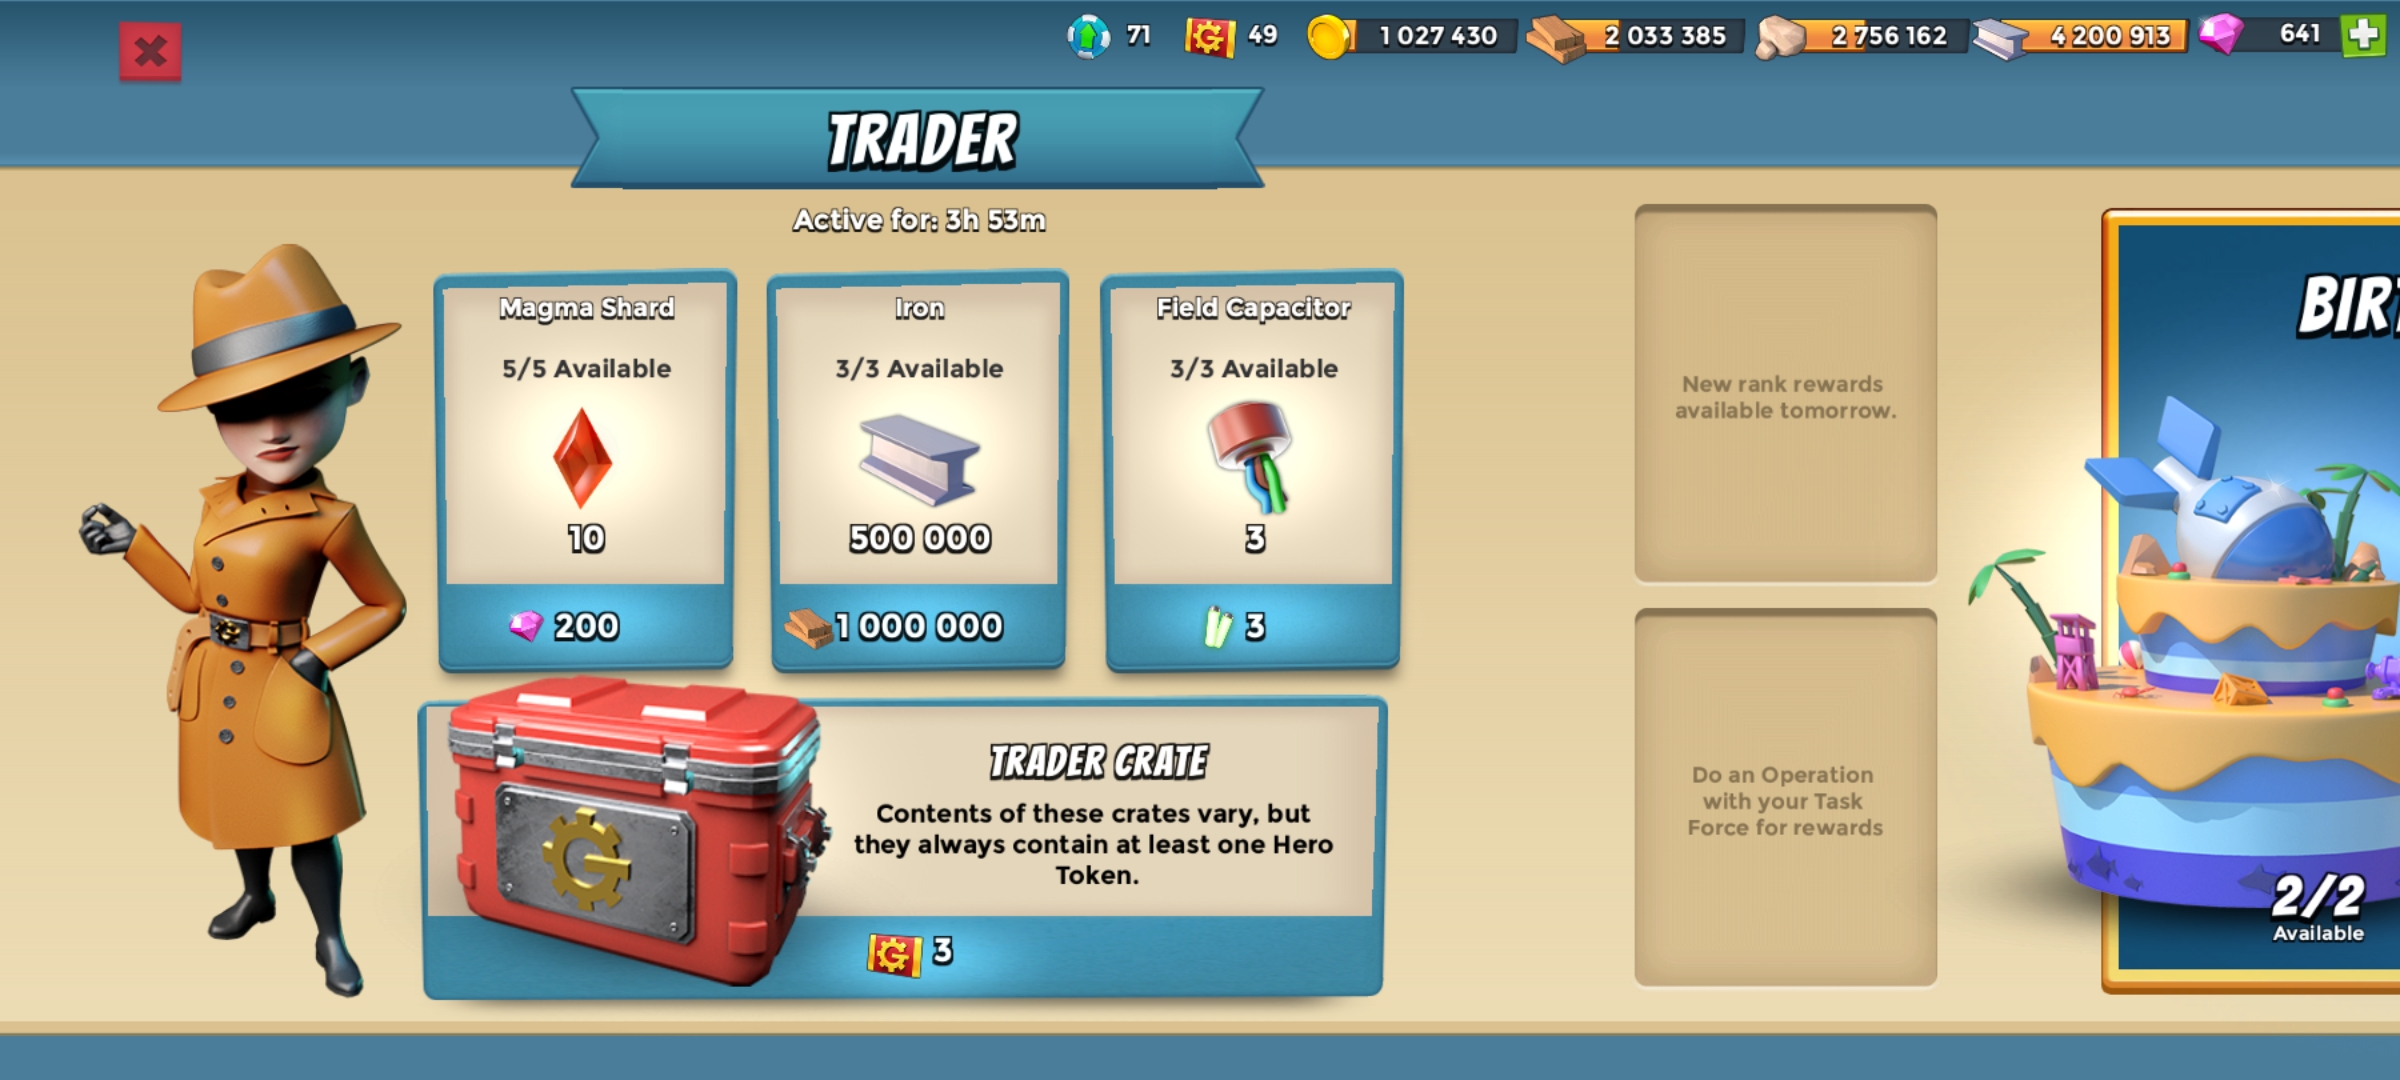 71
49
1 027 430
2 033 385
2 756 162
4 200 913
641
TRADER
Active for: 3h 53m
Magma Shard
5/5 Available
10
200
Iron
3/3 Available
500 000
1 000 000
Field Capacitor
3/3 Available
3
3
TRADER CRATE
Contents of these crates vary, but
they always contain at least one Hero
Token.
G
G
3
New rank rewards
available tomorrow.
Do an Operation
with your Task
Force for rewards
BIR
2/2
Available